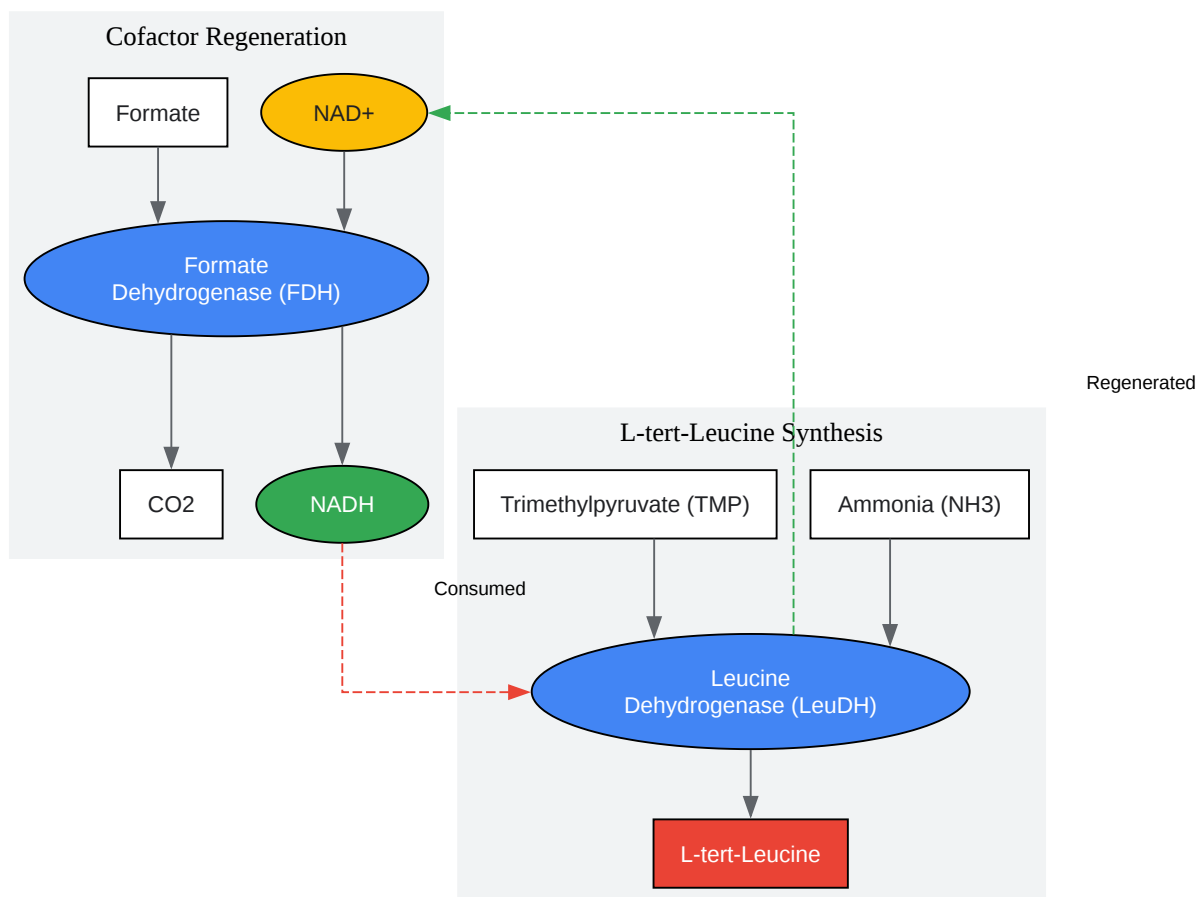 Cofactor Regeneration
Formate
NAD+
Formate
Dehydrogenase (FDH)
CO2
NADH
Regenerated
L-tert-Leucine Synthesis
Trimethylpyruvate (TMP)
Ammonia (NH3)
Consumed
Leucine
Dehydrogenase (LeuDH)
L-tert-Leucine